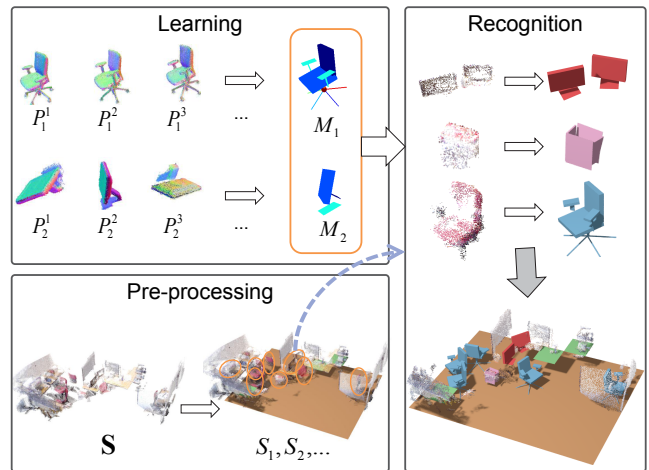 Learning
P_1^1 P_1^2 P_1^3 ... M_1
P_2^1 P_2^2 P_2^3 ... M_2
Pre-processing
S S_1, S_2, ...
Recognition